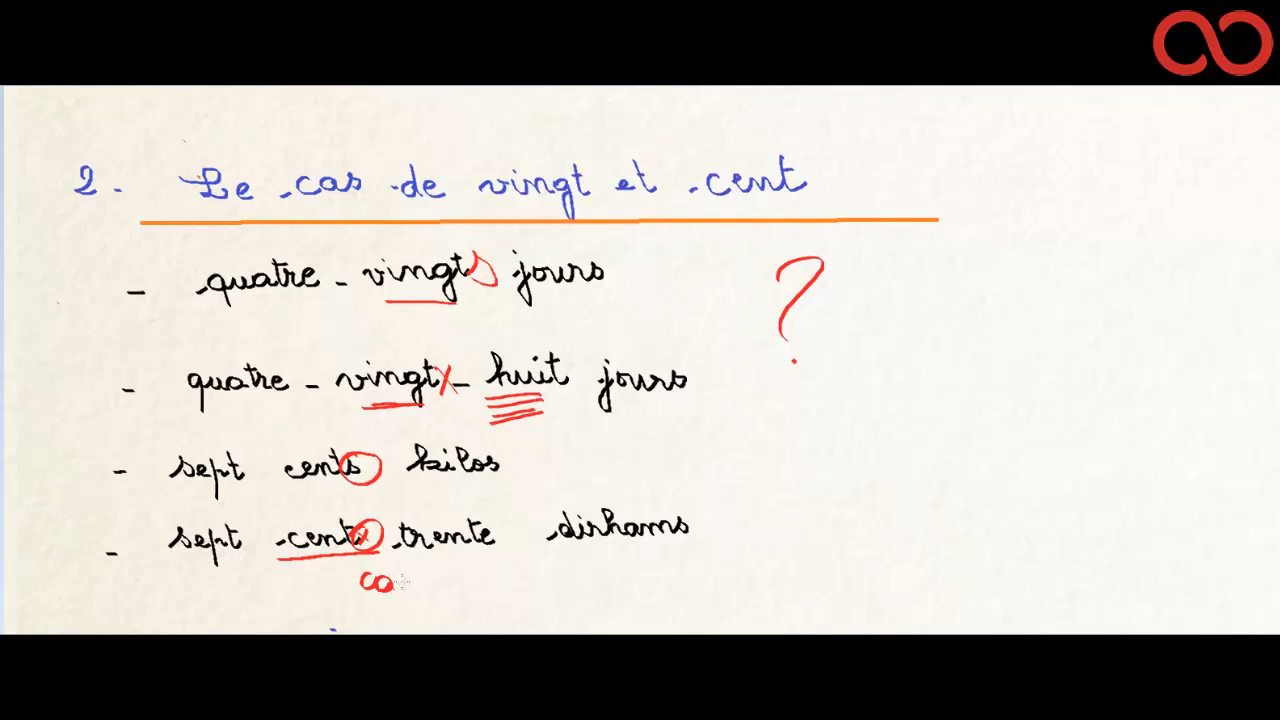 2. Le cas de vingt et cent
- quatre-vingts jours ?
- quatre-vingt x - huit jours
- sept cents kilos
- sept cent x trente dirhams
co